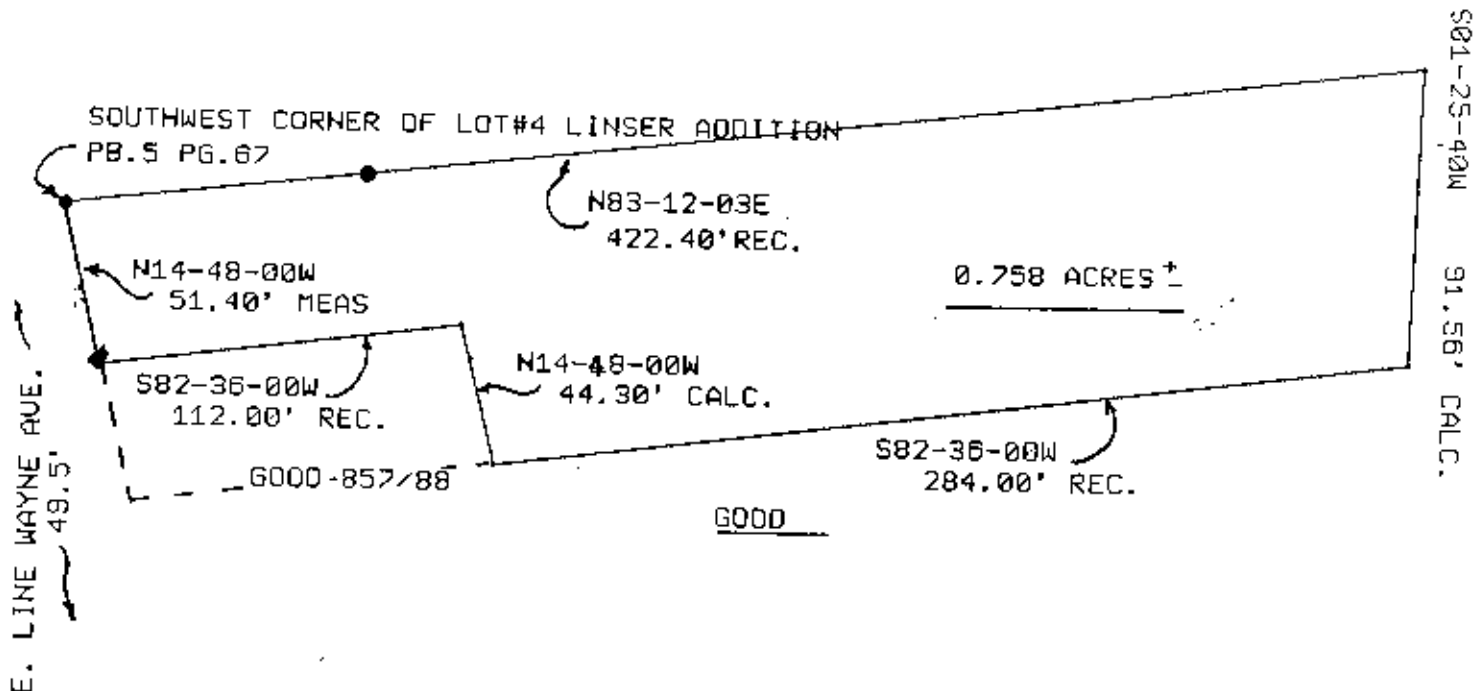 SOUTHWEST CORNER OF LOT#4 LINSER ADDITION
PB.5 PG.67
N83-12-03E
422.40' REC.
S01-25-40W 91.56' CALC.
N14-48-00W
51.40' MEAS
0.758 ACRES ±
S82-36-00W
112.00' REC.
N14-48-00W
44.30' CALC.
S82-36-00W
284.00' REC.
GOOD-857/88
GOOD
E. LINE WAYNE AVE.
49.5'